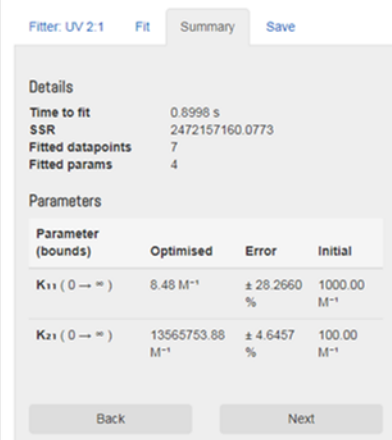 Fitter: UV 2:1 Fit Summary Save
Details
Time to fit 0.8998 s
SSR 2472157160.0773
Fitted datapoints 7
Fitted params 4
Parameters
Parameter
(bounds) Optimised Error Initial
K₁₁ ( 0 → ∞ ) 8.48 M⁻¹ ± 28.2660 1000.00
% M⁻¹
K₂₁ ( 0 → ∞ ) 13565753.88 ± 4.6457 100.00
M⁻¹ % M⁻¹
Back Next